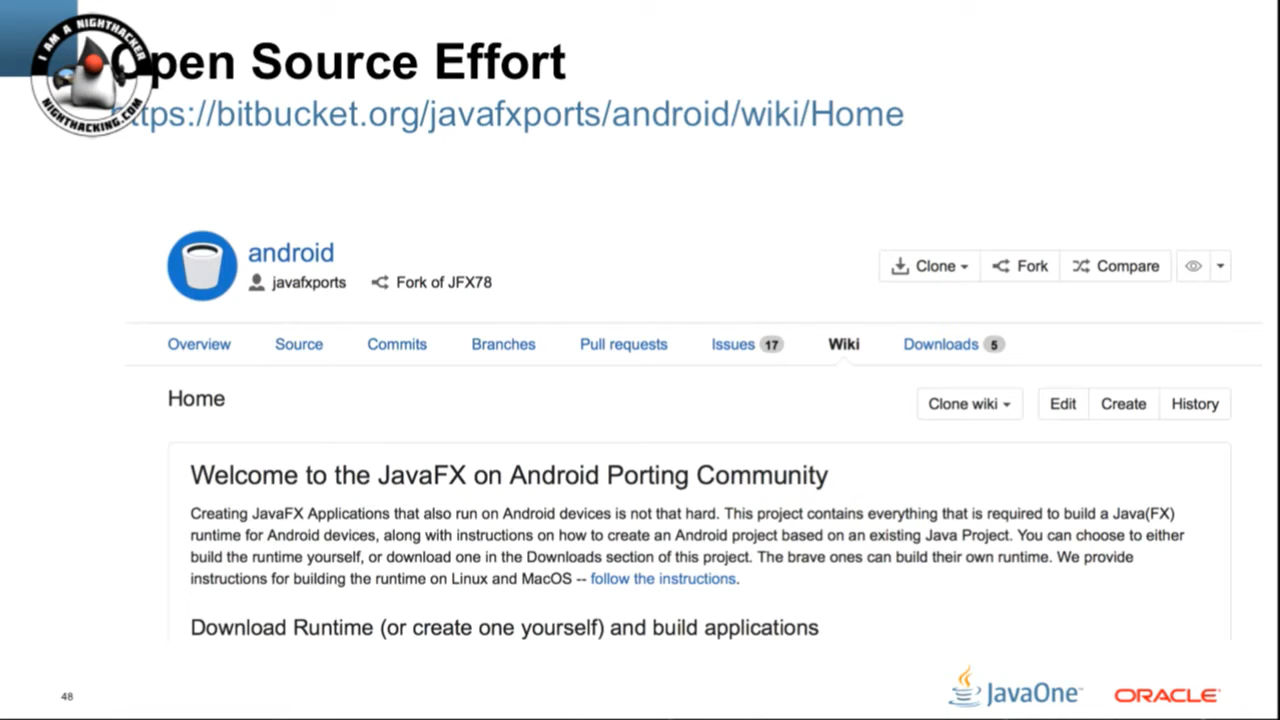 I AM A NIGHTHACKER
NIGHTHACKING.COM
Open Source Effort
https://bitbucket.org/javafxports/android/wiki/Home
android
javafxports Fork of JFX78
Clone Fork Compare
Overview Source Commits Branches Pull requests Issues 17 Wiki Downloads 5
Home
Clone wiki Edit Create History
Welcome to the JavaFX on Android Porting Community
Creating JavaFX Applications that also run on Android devices is not that hard. This project contains everything that is required to build a Java(FX)
runtime for Android devices, along with instructions on how to create an Android project based on an existing Java Project. You can choose to either
build the runtime yourself, or download one in the Downloads section of this project. The brave ones can build their own runtime. We provide
instructions for building the runtime on Linux and MacOS -- follow the instructions.
Download Runtime (or create one yourself) and build applications
48
JavaOne™ ORACLE®